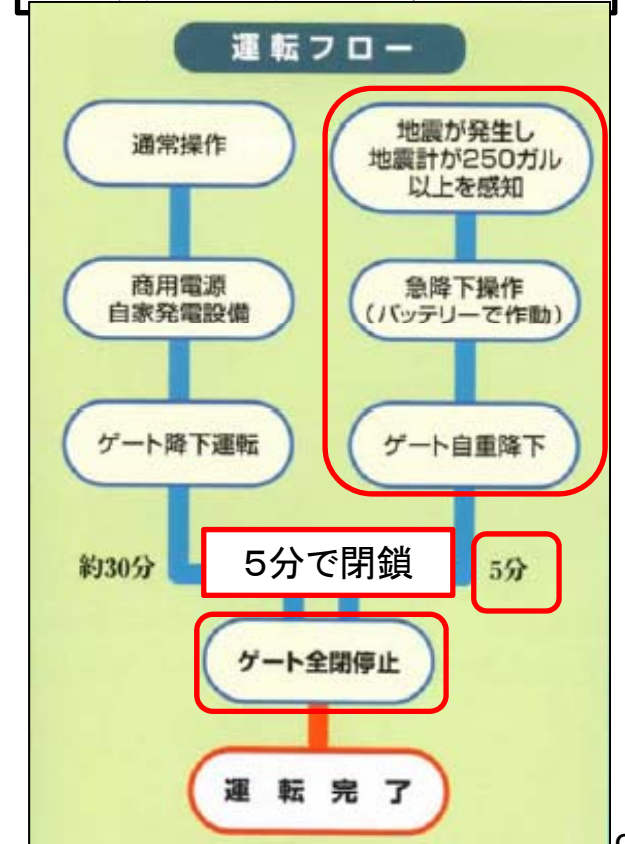 運転フロー
通常操作
商用電源
自家発電設備
ゲート降下運転
約30分
地震が発生し
地震計が250ガル
以上を感知
急降下操作
(バッテリーで作動)
ゲート自重降下
5分
5分で閉鎖
ゲート全閉停止
運転完了